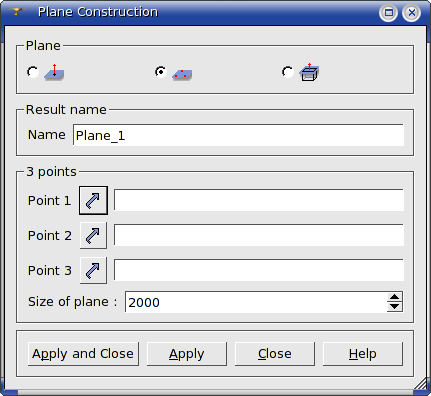 Plane Construction
Plane
Result name
Name Plane_1
3 points
Point 1
Point 2
Point 3
Size of plane : 2000
Apply and Close Apply Close Help